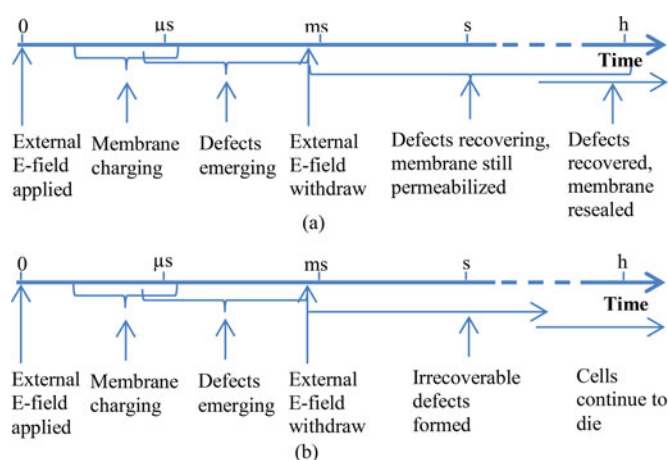 0 μs ms s h
Time
External Membrane Defects External Defects recovering, Defects
E-field charging emerging E-field membrane still recovered,
applied withdraw permeabilized membrane
resealed
(a)
0 μs ms s h
Time
External Membrane Defects External Irrecoverable Cells
E-field charging emerging E-field defects continue to
applied withdraw formed die
(b)